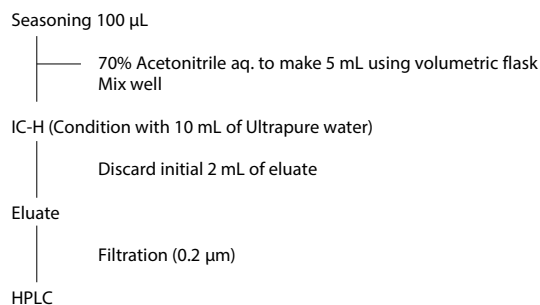 Seasoning 100 μL
70% Acetonitrile aq. to make 5 mL using volumetric flask
Mix well
IC-H (Condition with 10 mL of Ultrapure water)
Discard initial 2 mL of eluate
Eluate
Filtration (0.2 μm)
HPLC